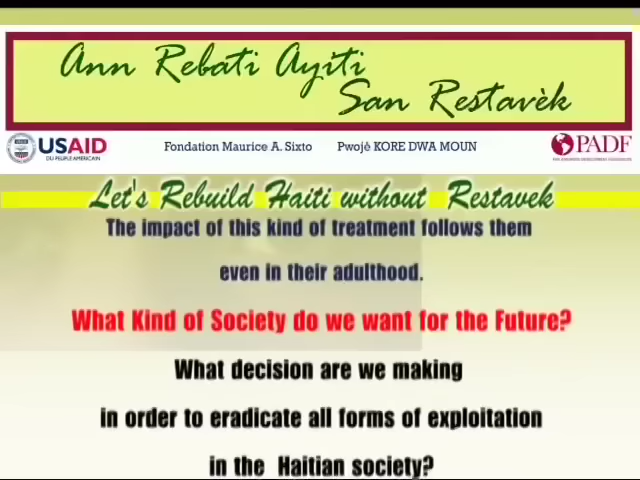 Ann Rebati Ayiti
San Restavèk
USAID
DU PEUPLE AMERICAIN
Fondation Maurice A. Sixto
Pwojè KORE DWA MOUN
PADF
Let's Rebuild Haiti without Restavek
The impact of this kind of treatment follows them
even in their adulthood.
What Kind of Society do we want for the Future?
What decision are we making
in order to eradicate all forms of exploitation
in the Haitian society?